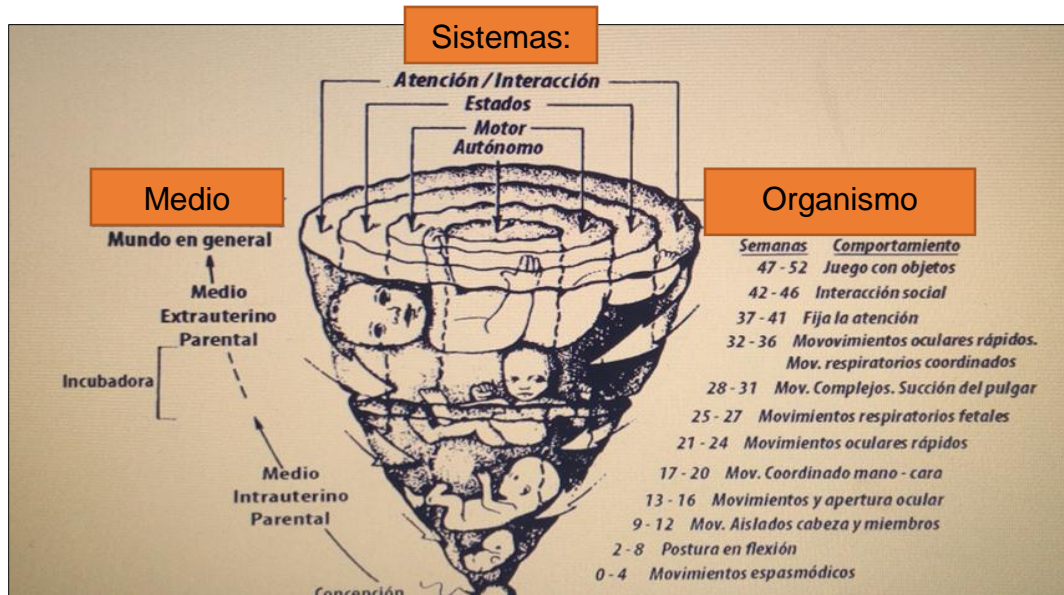 Sistemas:
Atención / Interacción
Estados
Motor
Autónomo
Medio
Organismo
Mundo en general
Medio
Extrauterino
Parental
Incubadora
Medio
Intrauterino
Parental
Concepción
Semanas Comportamiento
47 - 52 Juego con objetos
42 - 46 Interacción social
37 - 41 Fija la atención
32 - 36 Movovimientos oculares rápidos.
Mov. respiratorios coordinados
28 - 31 Mov. Complejos. Succión del pulgar
25 - 27 Movimientos respiratorios fetales
21 - 24 Movimientos oculares rápidos
17 - 20 Mov. Coordinado mano - cara
13 - 16 Movimientos y apertura ocular
9 - 12 Mov. Aislados cabeza y miembros
2 - 8 Postura en flexión
0 - 4 Movimientos espasmódicos